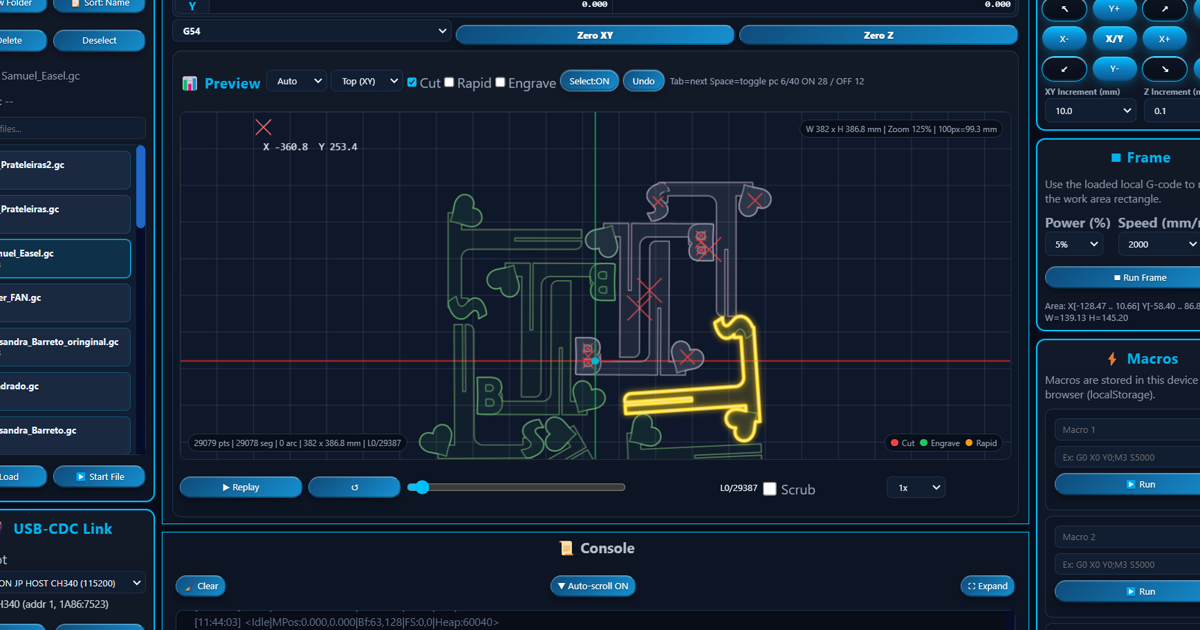 Folder
Sort: Name
Delete
Deselect
Samuel_Easel.gc
: --
files...
_Prateleiras2.gc
_Prateleiras.gc
nuel_Easel.gc
er_FAN.gc
sandra_Barreto_oringinal.gc
drado.gc
sandra_Barreto.gc
Load
Start File
USB-CDC Link
ot
ON JP HOST CH340 (115200)
H340 (addr 1, 1A86:7523)
Y
0.000
0.000
G54
Zero XY
Zero Z
Preview
Auto
Top (XY)
Cut
Rapid
Engrave
Select:ON
Undo
Tab=next Space=toggle pc 6/40 ON 28 / OFF 12
W 382 x H 386.8 mm | Zoom 125% | 100px=99.3 mm
X -360.8 Y 253.4
S
B
B
B
S
B
B
S
S
29079 pts | 29078 seg | 0 arc | 382 x 386.8 mm | L0/29387
Cut
Engrave
Rapid
Replay
↺
L0/29387
Scrub
1x
Console
Clear
▼ Auto-scroll ON
Expand
[11:44:03] <Idle|MPos:0.000,0.000|Bf:63,128|FS:0,0|Heap:60040>
↖
Y+
↗
X-
X/Y
X+
↙
Y-
↘
XY Increment (mm)
Z Increment (m
10.0
0.1
Frame
Use the loaded local G-code to r
the work area rectangle.
Power (%)
Speed (mm/r
5%
2000
Run Frame
Area: X[-128.47 .. 10.66] Y[-58.40 .. 86.8
W=139.13 H=145.20
Macros
Macros are stored in this device
browser (localStorage).
Macro 1
Ex: G0 X0 Y0;M3 S5000
Run
Macro 2
Ex: G0 X0 Y0;M3 S5000
Run